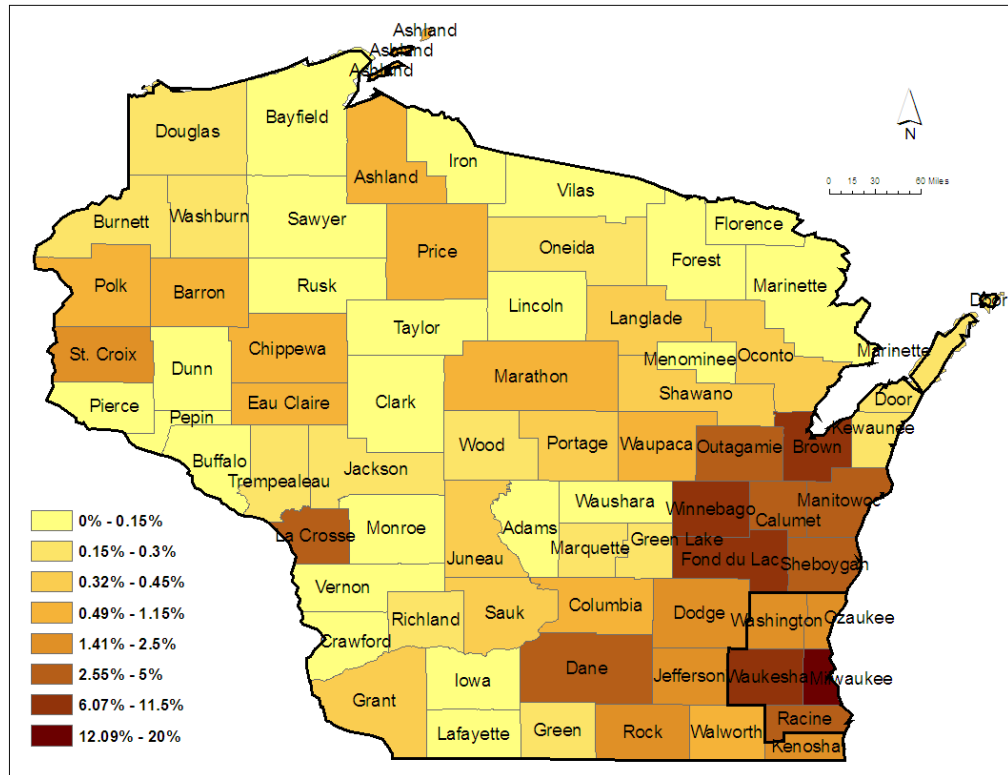 Ashland
Ashland
Ashland
Bayfield
Douglas
N
Iron
Ashland
0 15 30 60 Miles
Vilas
Burnett
Washburn
Sawyer
Florence
Price
Oneida
Forest
Polk
Barron
Rusk
Marinette
Door
Lincoln
Langlade
Taylor
Chippewa
St. Croix
Dunn
Menominee
Oconto
Marinette
Marathon
Shawano
Eau Claire
Clark
Pierce
Door
Pepin
Kewaunee
Wood
Portage
Waupaca
Outagamie
Brown
Buffalo
Jackson
Trempealeau
Waushara
Manitowoc
Winnebago
Calumet
La Crosse
Monroe
Adams
Green Lake
Marquette
Juneau
Fond du Lac
Sheboygan
Vernon
Richland
Sauk
Columbia
Dodge
Washington
Ozaukee
Crawford
Dane
Jefferson
Waukesha
Milwaukee
Iowa
Grant
Racine
Lafayette
Green
Rock
Walworth
Kenosha
0% - 0.15%
0.15% - 0.3%
0.32% - 0.45%
0.49% - 1.15%
1.41% - 2.5%
2.55% - 5%
6.07% - 11.5%
12.09% - 20%